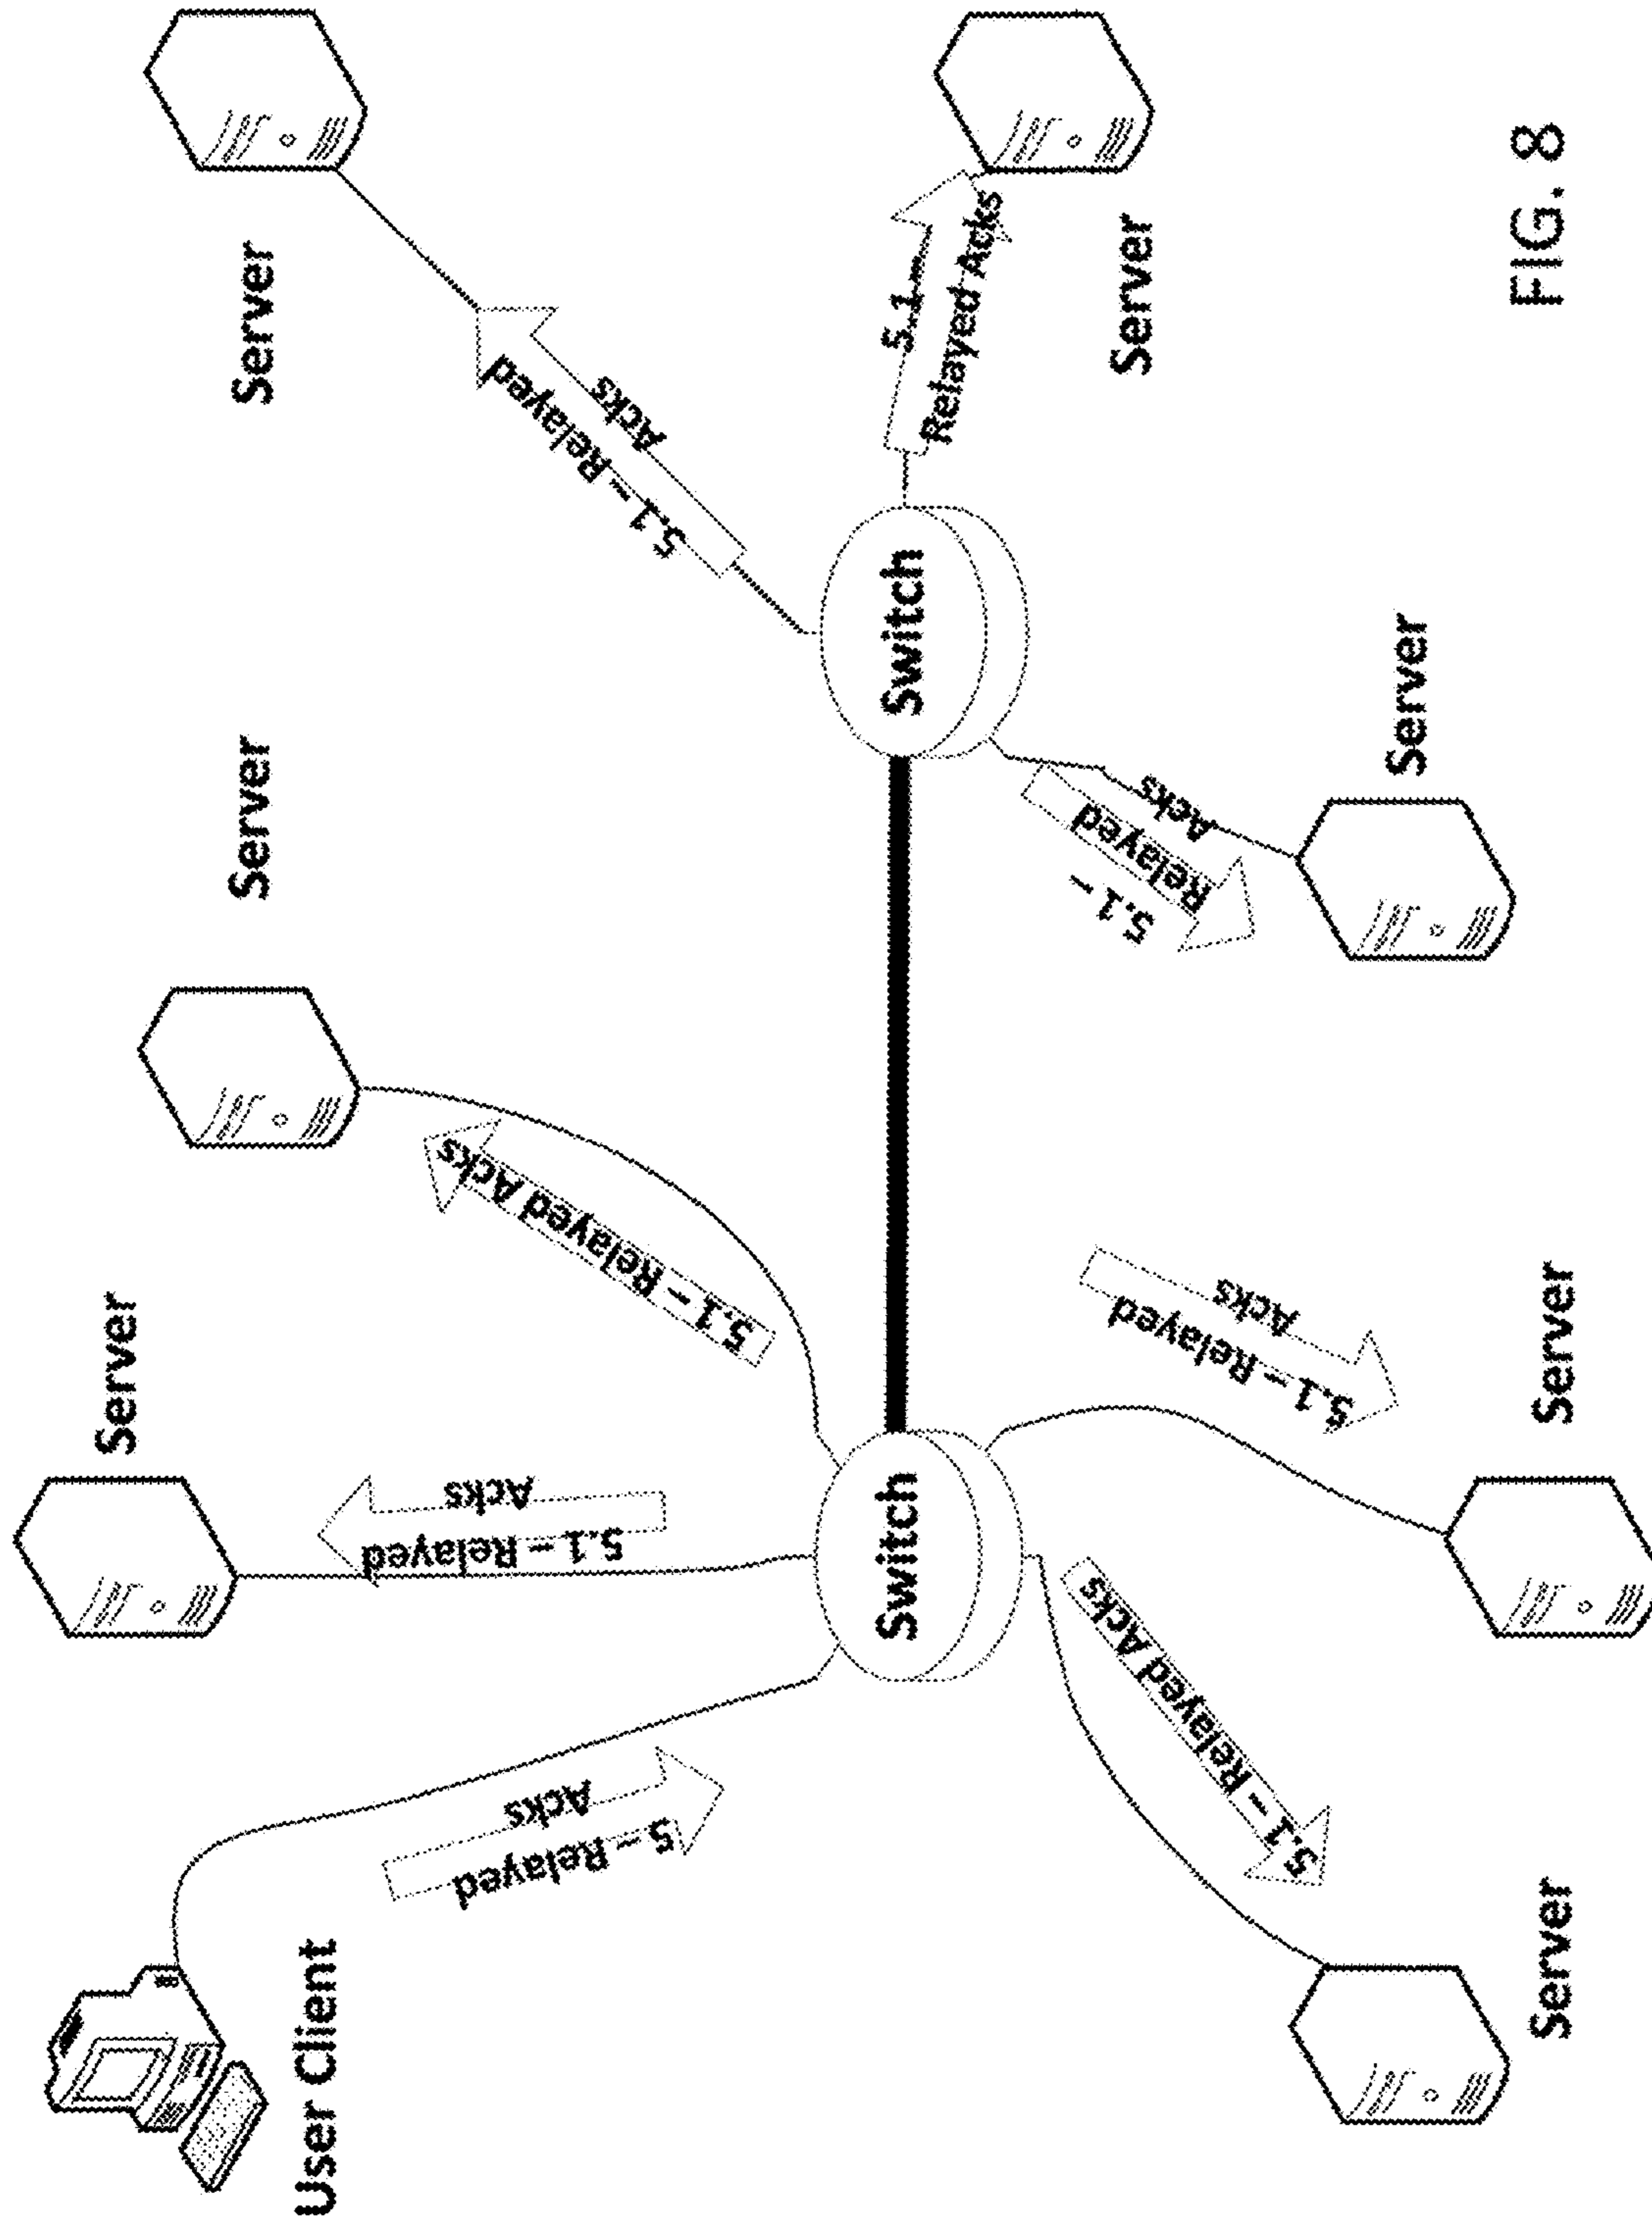 User Client
5 – Relayed
Acks
Server
5.1 – Relayed
Acks
Server
5.1 – Relayed Acks
Server
5.1 – Relayed
Acks
Switch
Switch
5.1 –
Relayed Acks
Server
5.1 – Relayed Acks
Server
5.1 – Relayed
Acks
Server
5.1 –
Relayed
Acks
Server
FIG. 8